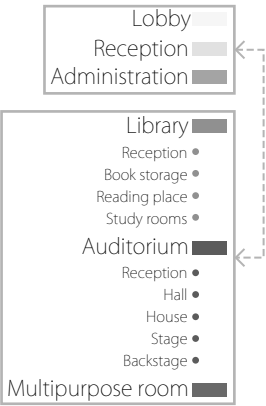 Lobby
Reception
Administration
Library
Reception
Book storage
Reading place
Study rooms
Auditorium
Reception
Hall
House
Stage
Backstage
Multipurpose room